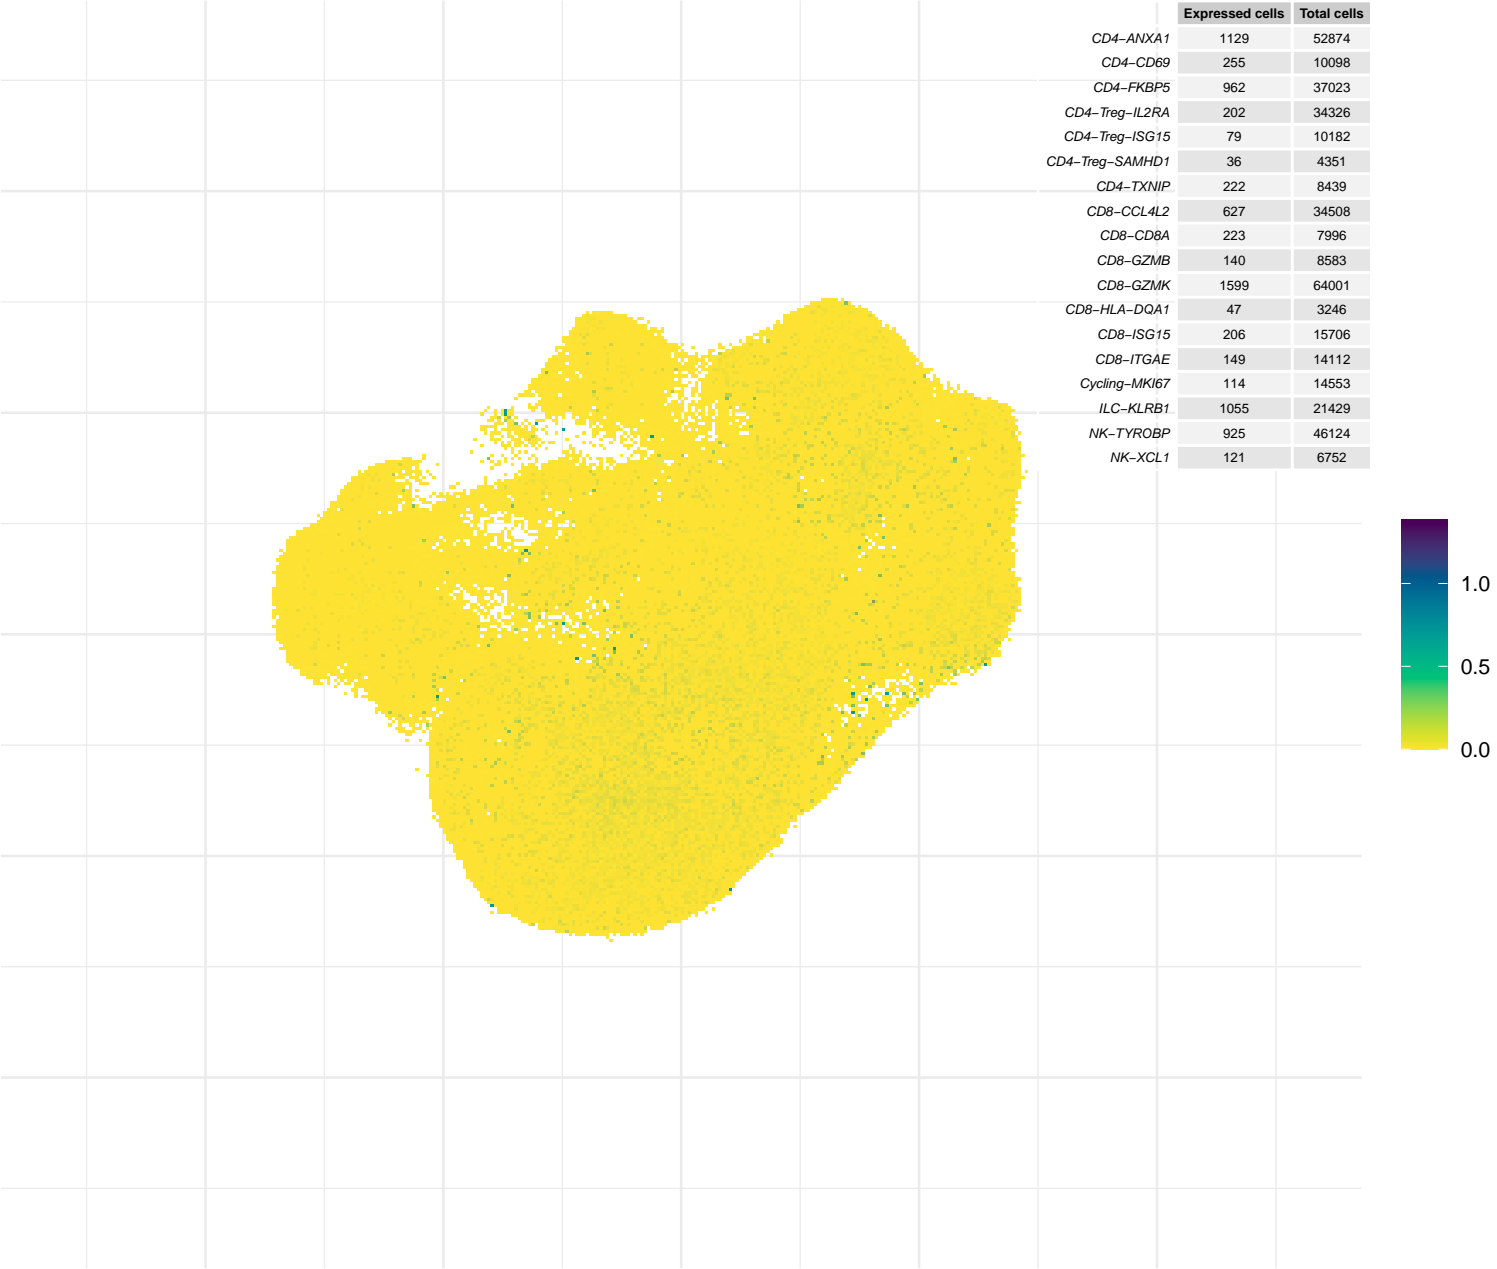 Expressed cells Total cells
CD4−ANXA1 1129 52874
CD4−CD69 255 10098
CD4−FKBP5 962 37023
CD4−Treg−IL2RA 202 34326
CD4−Treg−ISG15 79 10182
CD4−Treg−SAMHD1 36 4351
CD4−TXNIP 222 8439
CD8−CCL4L2 627 34508
CD8−CD8A 223 7996
CD8−GZMB 140 8583
CD8−GZMK 1599 64001
CD8−HLA−DQA1 47 3246
CD8−ISG15 206 15706
CD8−ITGAE 149 14112
Cycling−MKI67 114 14553
ILC−KLRB1 1055 21429
NK−TYROBP 925 46124
NK−XCL1 121 6752
1.0
0.5
0.0